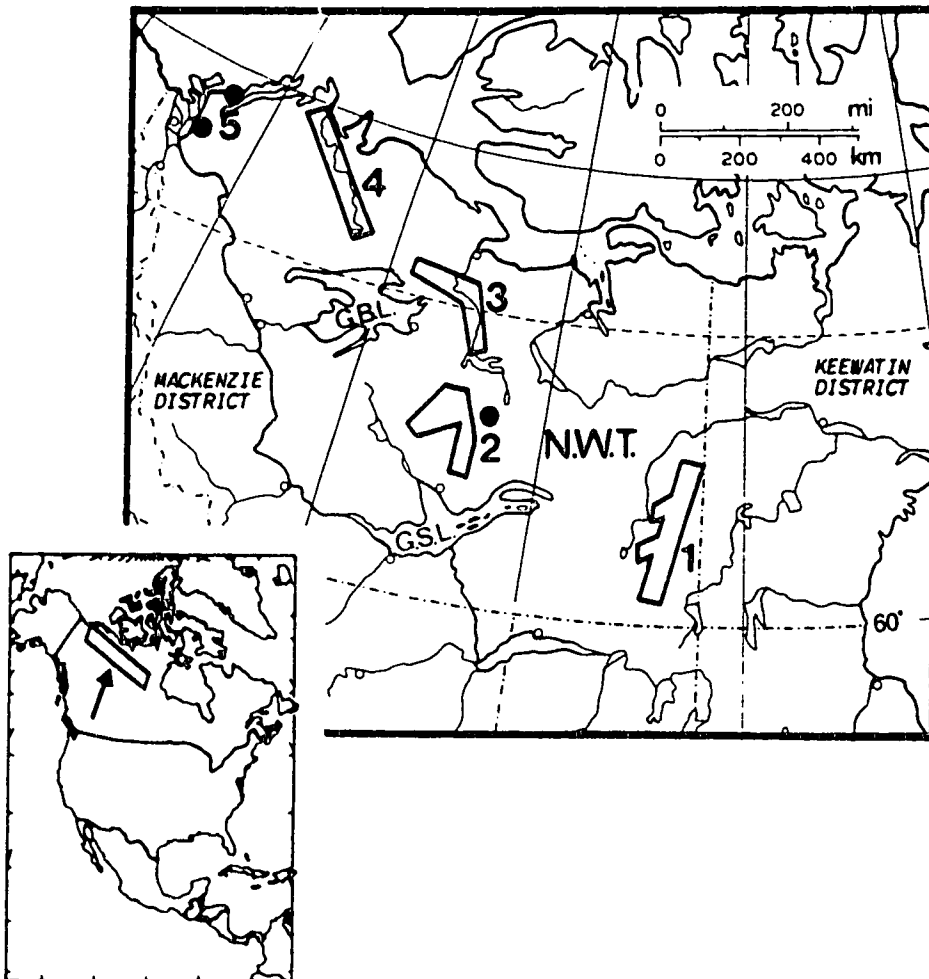 0 200 mi
0 200 400 km
5
4
G.B.L.
3
MACKENZIE
DISTRICT
KEEWATIN
DISTRICT
2
N.W.T.
G.S.L.
1
60°